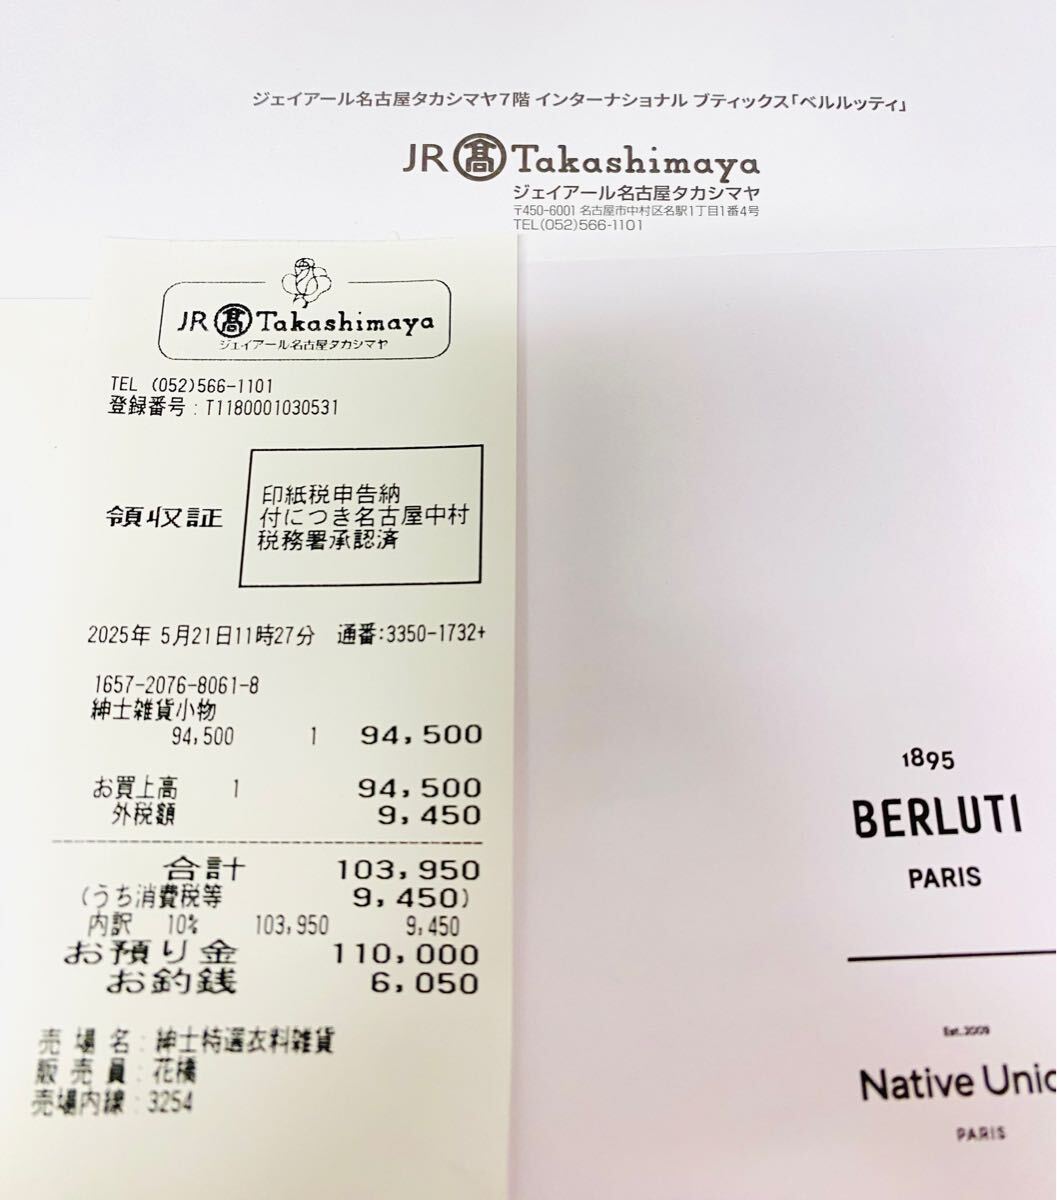 ジェイアール名古屋タカシマヤ7階 インターナショナル ブティックス「ベルルッティ」
JR 髙 Takashimaya
ジェイアール名古屋タカシマヤ
〒450-6001 名古屋市中村区名駅1丁目1番4号
TEL(052)566-1101
JR 髙 Takashimaya
ジェイアール名古屋タカシマヤ
TEL (052)566-1101
登録番号：T1180001030531
領収証
印紙税申告納
付につき名古屋中村
税務署承認済
2025年 5月21日11時27分 通番:3350-1732+
1657-2076-8061-8
紳士雑貨小物
94,500 1 94,500
お買上高 1 94,500
外税額 9,450
合計 103,950
(うち消費税等 9,450)
内訳 10% 103,950 9,450
お預り金 110,000
お釣銭 6,050
売 場 名：紳士特選衣料雑貨
販 売 員：花橋
売場内線：3254
1895
BERLUTI
PARIS
Est.2009
Native Unio
PARIS